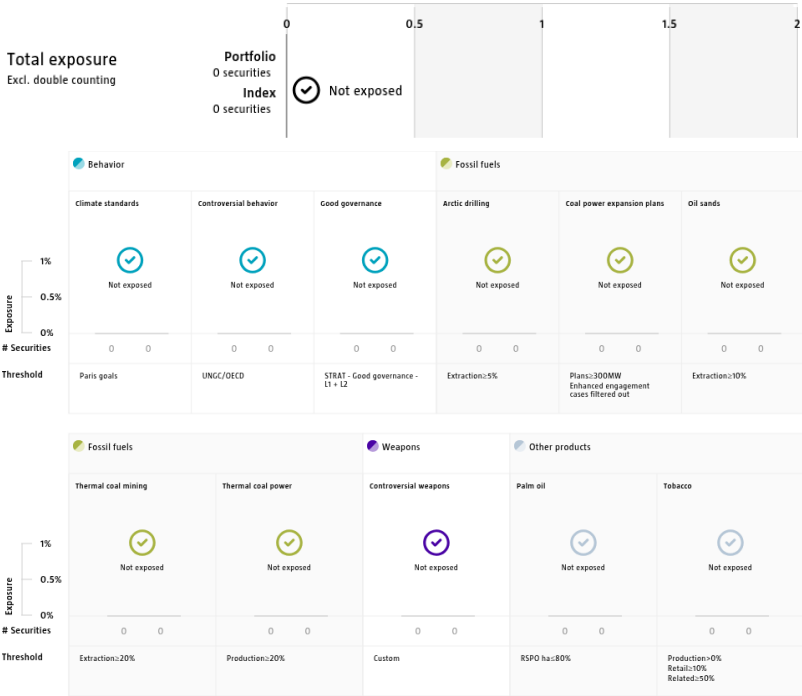 0 0.5 1 1.5 2
Total exposure
Excl. double counting
Portfolio
0 securities
Index
0 securities
Not exposed
Behavior Fossil fuels
Climate standards Controversial behavior Good governance Arctic drilling Coal power expansion plans Oil sands
Exposure
1%
0.5%
0%
Not exposed Not exposed Not exposed Not exposed Not exposed Not exposed
# Securities 0 0 0 0 0 0 0 0 0 0 0 0
Threshold
Paris goals
UNGC/OECD
STRAT - Good governance -
L1 + L2
Extraction≥5%
Plans≥300MW
Enhanced engagement
cases filtered out
Extraction≥10%
Fossil fuels Weapons Other products
Thermal coal mining Thermal coal power Controversial weapons Palm oil Tobacco
Exposure
1%
0.5%
0%
Not exposed Not exposed Not exposed Not exposed Not exposed
# Securities 0 0 0 0 0 0 0 0 0 0
Threshold
Extraction≥20%
Production≥20%
Custom
RSPO ha≤80%
Production>0%
Retail≥10%
Related≥50%